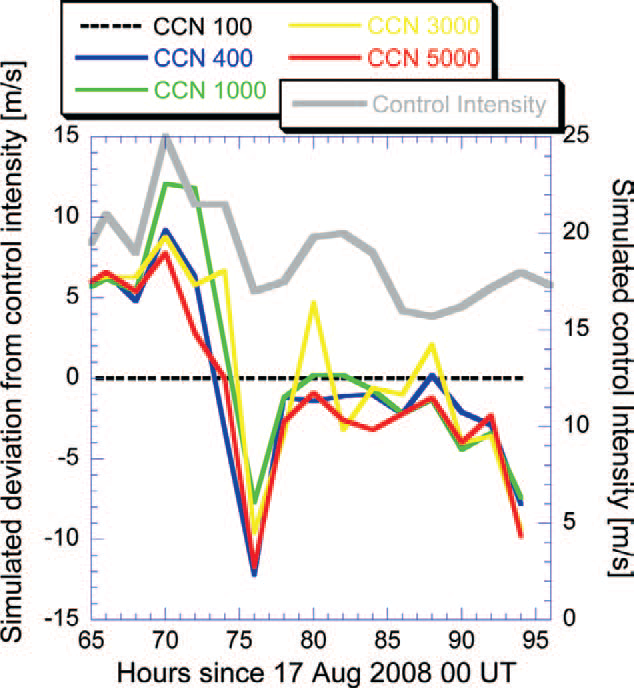 CCN 100
CCN 3000
CCN 400
CCN 5000
CCN 1000
Control Intensity
Simulated deviation from control intensity [m/s]
15
10
5
0
-5
-10
-15
25
20
15
10
5
0
Simulated control Intensity [m/s]
65 70 75 80 85 90 95
Hours since 17 Aug 2008 00 UT